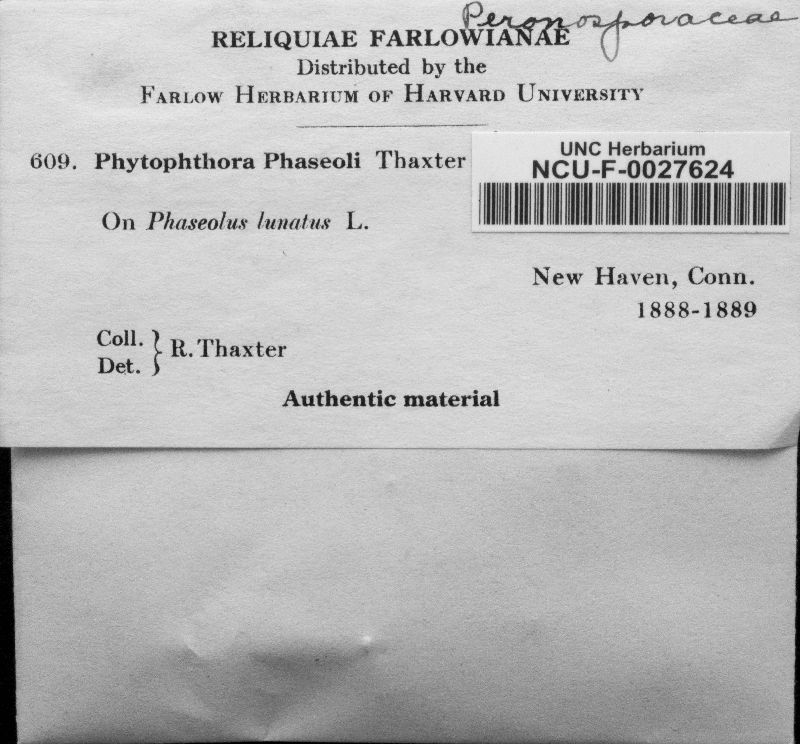 Peronosporaceae
RELIQUIAE FARLOWIANAE
Distributed by the
FARLOW HERBARIUM OF HARVARD UNIVERSITY
609. Phytophthora Phaseoli Thaxter
UNC Herbarium
NCU-F-0027624
On Phaseolus lunatus L.
New Haven, Conn.
1888-1889
Coll.
Det. } R. Thaxter
Authentic material